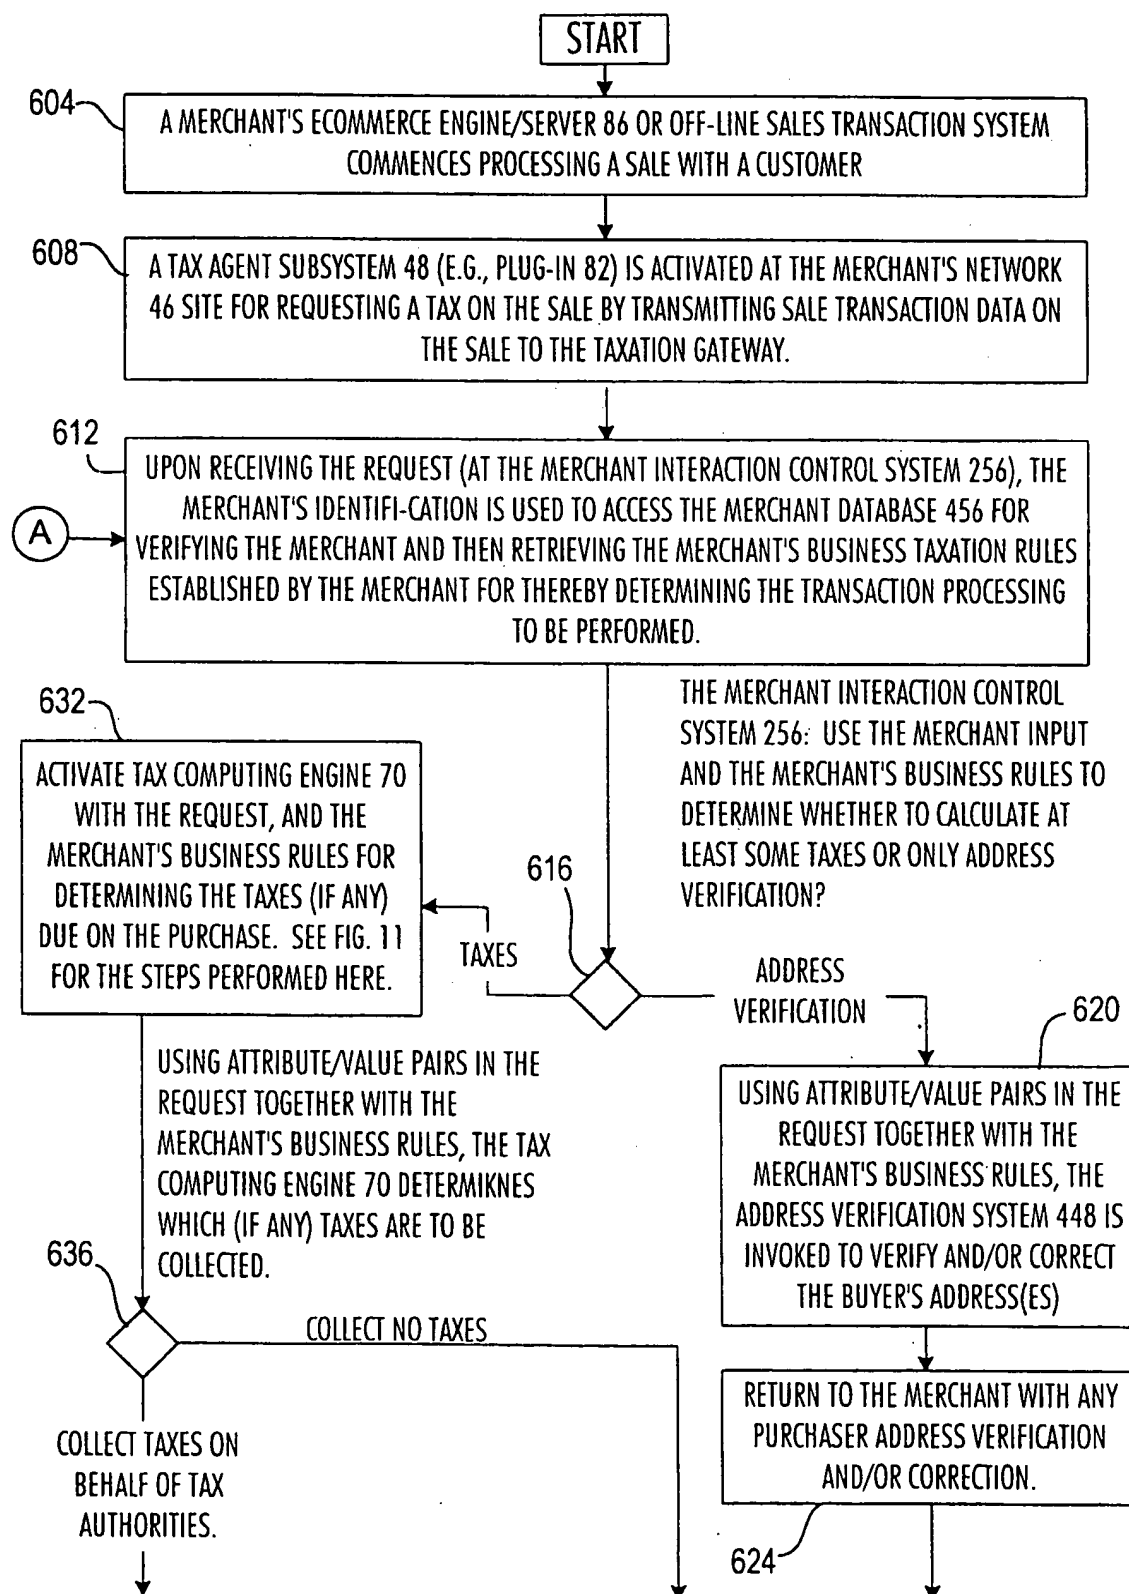 START
604
A MERCHANT'S ECOMMERCE ENGINE/SERVER 86 OR OFF-LINE SALES TRANSACTION SYSTEM
COMMENCES PROCESSING A SALE WITH A CUSTOMER
608
A TAX AGENT SUBSYSTEM 48 (E.G., PLUG-IN 82) IS ACTIVATED AT THE MERCHANT'S NETWORK
46 SITE FOR REQUESTING A TAX ON THE SALE BY TRANSMITTING SALE TRANSACTION DATA ON
THE SALE TO THE TAXATION GATEWAY.
612
UPON RECEIVING THE REQUEST (AT THE MERCHANT INTERACTION CONTROL SYSTEM 256), THE
MERCHANT'S IDENTIFI-CATION IS USED TO ACCESS THE MERCHANT DATABASE 456 FOR
VERIFYING THE MERCHANT AND THEN RETRIEVING THE MERCHANT'S BUSINESS TAXATION RULES
ESTABLISHED BY THE MERCHANT FOR THEREBY DETERMINING THE TRANSACTION PROCESSING
TO BE PERFORMED.
A
THE MERCHANT INTERACTION CONTROL
SYSTEM 256: USE THE MERCHANT INPUT
AND THE MERCHANT'S BUSINESS RULES TO
DETERMINE WHETHER TO CALCULATE AT
LEAST SOME TAXES OR ONLY ADDRESS
VERIFICATION?
632
ACTIVATE TAX COMPUTING ENGINE 70
WITH THE REQUEST, AND THE
MERCHANT'S BUSINESS RULES FOR
DETERMINING THE TAXES (IF ANY)
DUE ON THE PURCHASE. SEE FIG. 11
FOR THE STEPS PERFORMED HERE.
616
TAXES
ADDRESS
VERIFICATION
620
USING ATTRIBUTE/VALUE PAIRS IN THE
REQUEST TOGETHER WITH THE
MERCHANT'S BUSINESS RULES, THE TAX
COMPUTING ENGINE 70 DETERMIKNES
WHICH (IF ANY) TAXES ARE TO BE
COLLECTED.
USING ATTRIBUTE/VALUE PAIRS IN THE
REQUEST TOGETHER WITH THE
MERCHANT'S BUSINESS RULES, THE
ADDRESS VERIFICATION SYSTEM 448 IS
INVOKED TO VERIFY AND/OR CORRECT
THE BUYER'S ADDRESS(ES)
636
COLLECT NO TAXES
COLLECT TAXES ON
BEHALF OF TAX
AUTHORITIES.
RETURN TO THE MERCHANT WITH ANY
PURCHASER ADDRESS VERIFICATION
AND/OR CORRECTION.
624